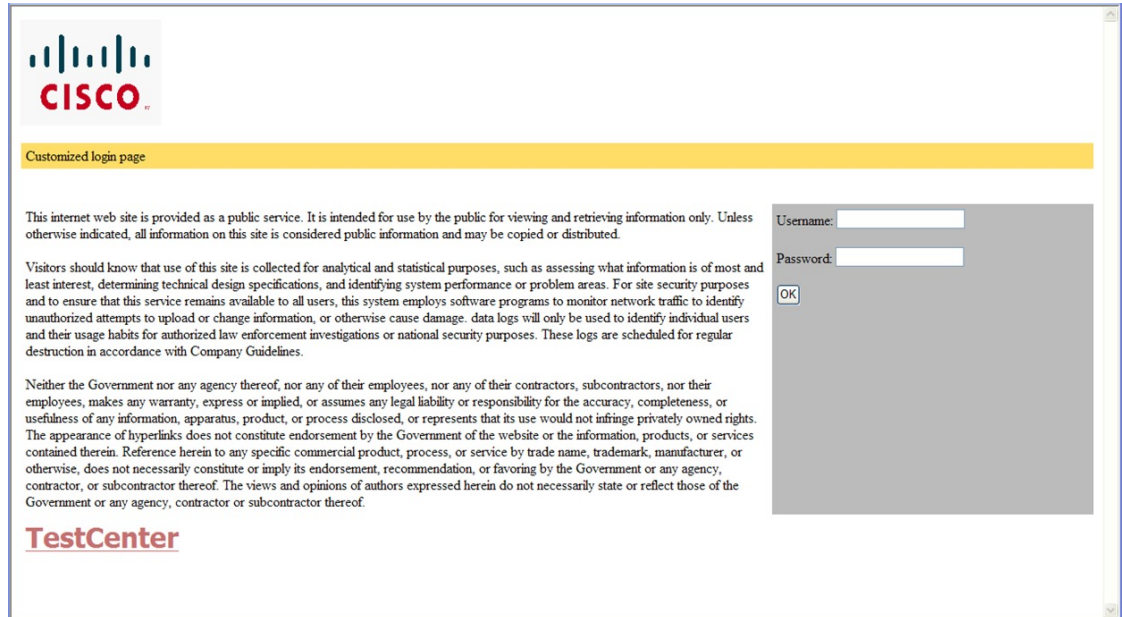 CISCO
Customized login page
This internet web site is provided as a public service. It is intended for use by the public for viewing and retrieving information only. Unless
otherwise indicated, all information on this site is considered public information and may be copied or distributed.
Username:
Visitors should know that use of this site is collected for analytical and statistical purposes, such as assessing what information is of most and
least interest, determining technical design specifications, and identifying system performance or problem areas. For site security purposes
and to ensure that this service remains available to all users, this system employs software programs to monitor network traffic to identify
unauthorized attempts to upload or change information, or otherwise cause damage. data logs will only be used to identify individual users
and their usage habits for authorized law enforcement investigations or national security purposes. These logs are scheduled for regular
destruction in accordance with Company Guidelines.
Password:
OK
Neither the Government nor any agency thereof, nor any of their employees, nor any of their contractors, subcontractors, nor their
employees, makes any warranty, express or implied, or assumes any legal liability or responsibility for the accuracy, completeness, or
usefulness of any information, apparatus, product, or process disclosed, or represents that its use would not infringe privately owned rights.
The appearance of hyperlinks does not constitute endorsement by the Government of the website or the information, products, or services
contained therein. Reference herein to any specific commercial product, process, or service by trade name, trademark, manufacturer, or
otherwise, does not necessarily constitute or imply its endorsement, recommendation, or favoring by the Government or any agency,
contractor, or subcontractor thereof. The views and opinions of authors expressed herein do not necessarily state or reflect those of the
Government or any agency, contractor or subcontractor thereof.
TestCenter